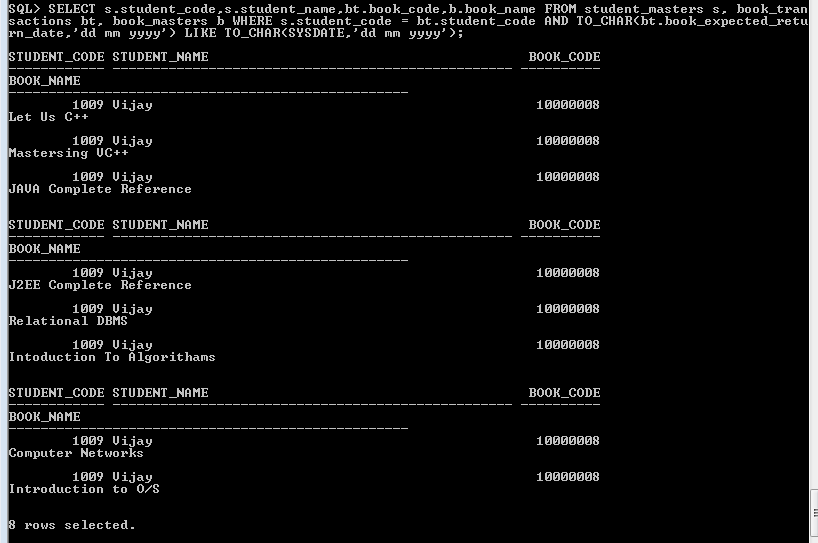 SQL> SELECT s.student_code,s.student_name,bt.book_code,b.book_name FROM student_masters s, book_tran
sactions bt, book_masters b WHERE s.student_code = bt.student_code AND TO_CHAR(bt.book_expected_retu
rn_date,'dd mm yyyy') LIKE TO_CHAR(SYSDATE,'dd mm yyyy');
STUDENT_CODE STUDENT_NAME BOOK_CODE
BOOK_NAME
1009 Vijay 10000008
Let Us C++
1009 Vijay 10000008
Mastersing VC++
1009 Vijay 10000008
JAVA Complete Reference
STUDENT_CODE STUDENT_NAME BOOK_CODE
BOOK_NAME
1009 Vijay 10000008
J2EE Complete Reference
1009 Vijay 10000008
Relational DBMS
1009 Vijay 10000008
Intoduction To Algorithams
STUDENT_CODE STUDENT_NAME BOOK_CODE
BOOK_NAME
1009 Vijay 10000008
Computer Networks
1009 Vijay 10000008
Introduction to O/S
8 rows selected.